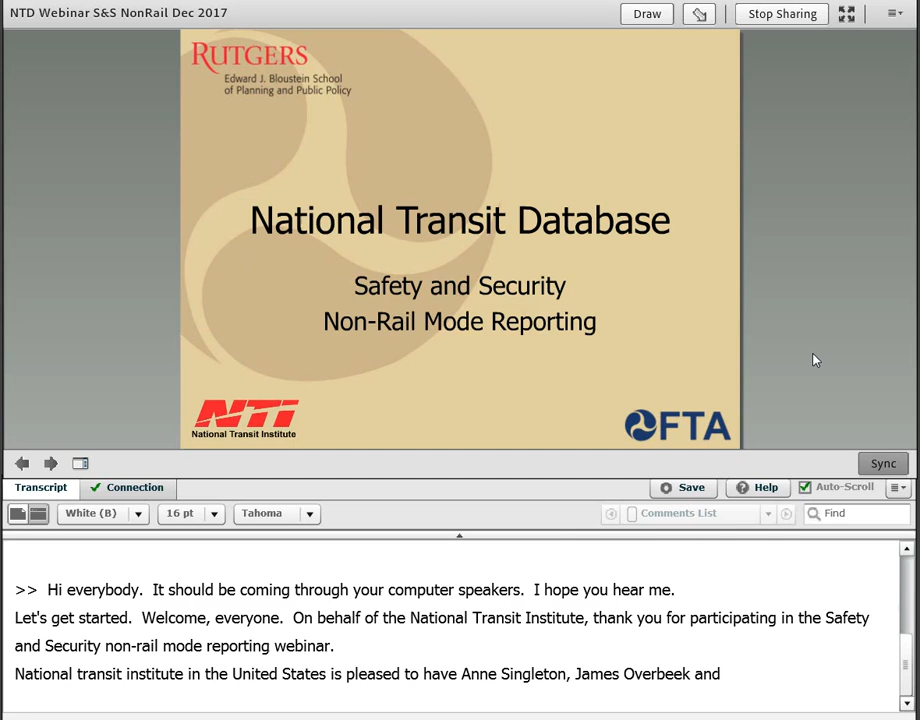 NTD Webinar S&S NonRail Dec 2017
Draw
Stop Sharing
RUTGERS
Edward J. Bloustein School
of Planning and Public Policy
National Transit Database
Safety and Security
Non-Rail Mode Reporting
NTI
National Transit Institute
FTA
Sync
Transcript
Connection
Save
Help
Auto-Scroll
White (B)
16 pt
Tahoma
Comments List
Find
>> Hi everybody. It should be coming through your computer speakers. I hope you hear me.
Let's get started. Welcome, everyone. On behalf of the National Transit Institute, thank you for participating in the Safety
and Security non-rail mode reporting webinar.
National transit institute in the United States is pleased to have Anne Singleton, James Overbeek and